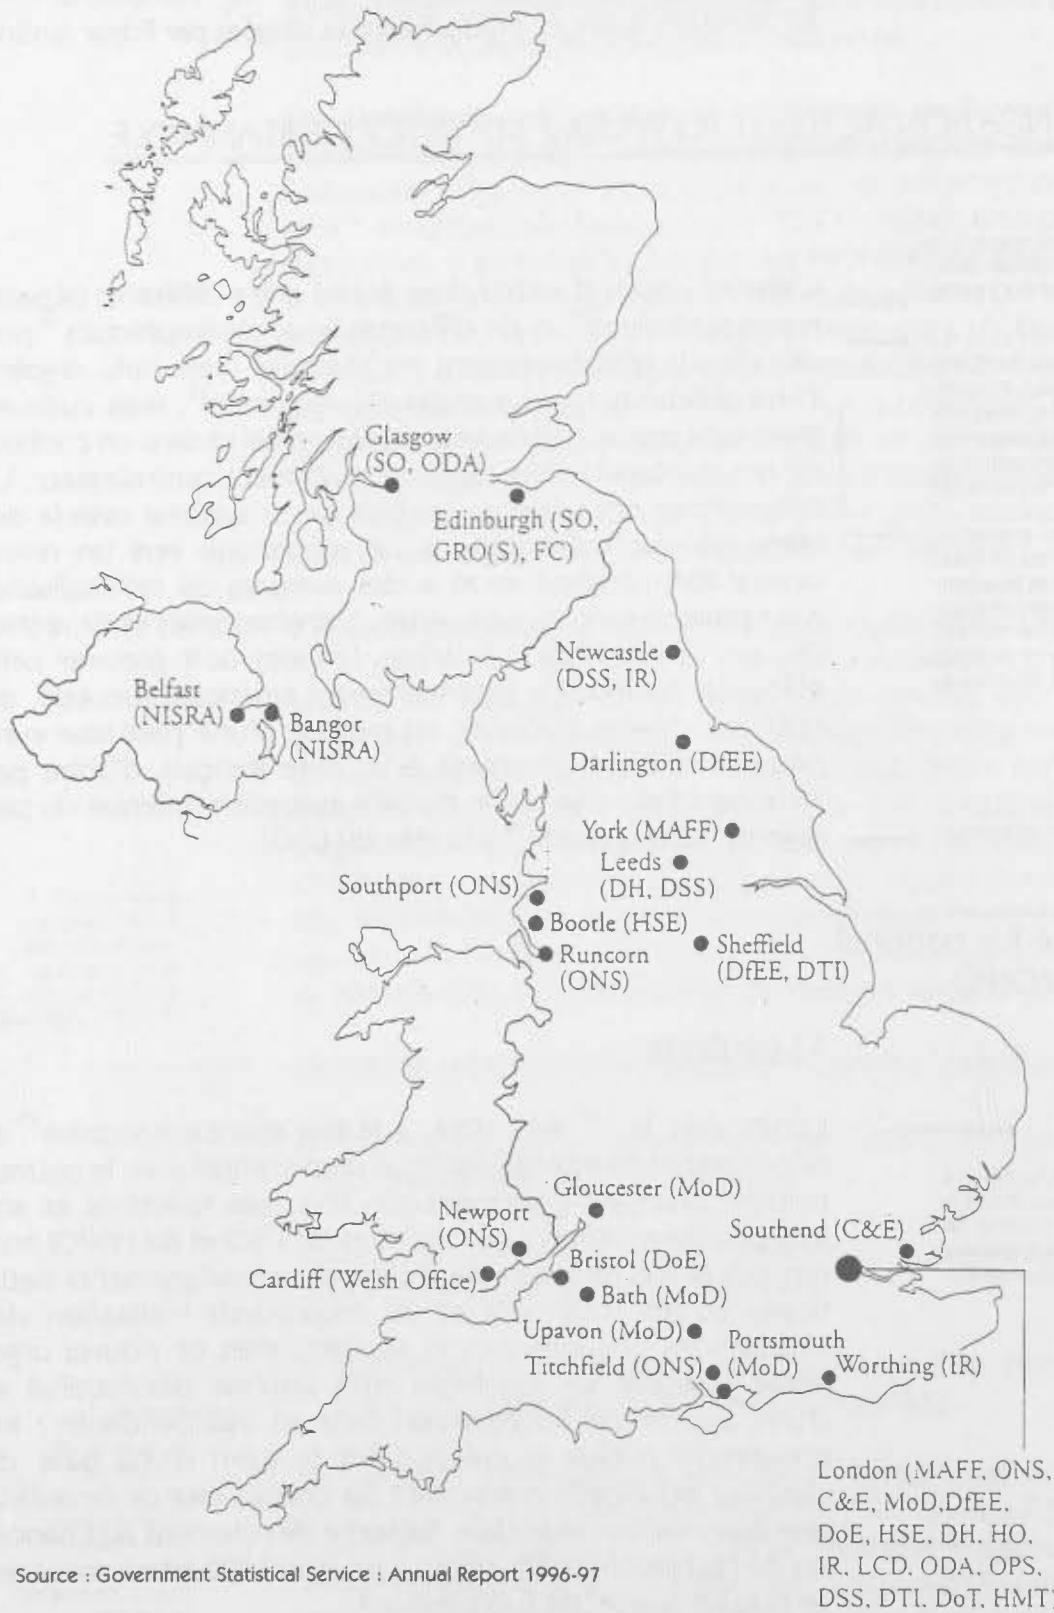 Glasgow
(SO, ODA)
Edinburgh (SO,
GRO(S), FC)
Newcastle
(DSS, IR)
Belfast
(NISRA)
Bangor
(NISRA)
Darlington (DfEE)
York (MAFF)
Leeds
(DH, DSS)
Southport (ONS)
Bootle (HSE)
Runcorn
(ONS)
Sheffield
(DfEE, DTI)
Gloucester (MoD)
Newport
(ONS)
Southend (C&E)
Bristol (DoE)
Cardiff (Welsh Office)
Bath (MoD)
Upavon (MoD)
Portsmouth
(MoD)
Titchfield (ONS)
Worthing (IR)
London (MAFF, ONS,
C&E, MoD,DfEE,
DoE, HSE, DH, HO,
IR, LCD, ODA, OPS,
DSS, DTI, DoT, HMT)
Source : Government Statistical Service : Annual Report 1996-97